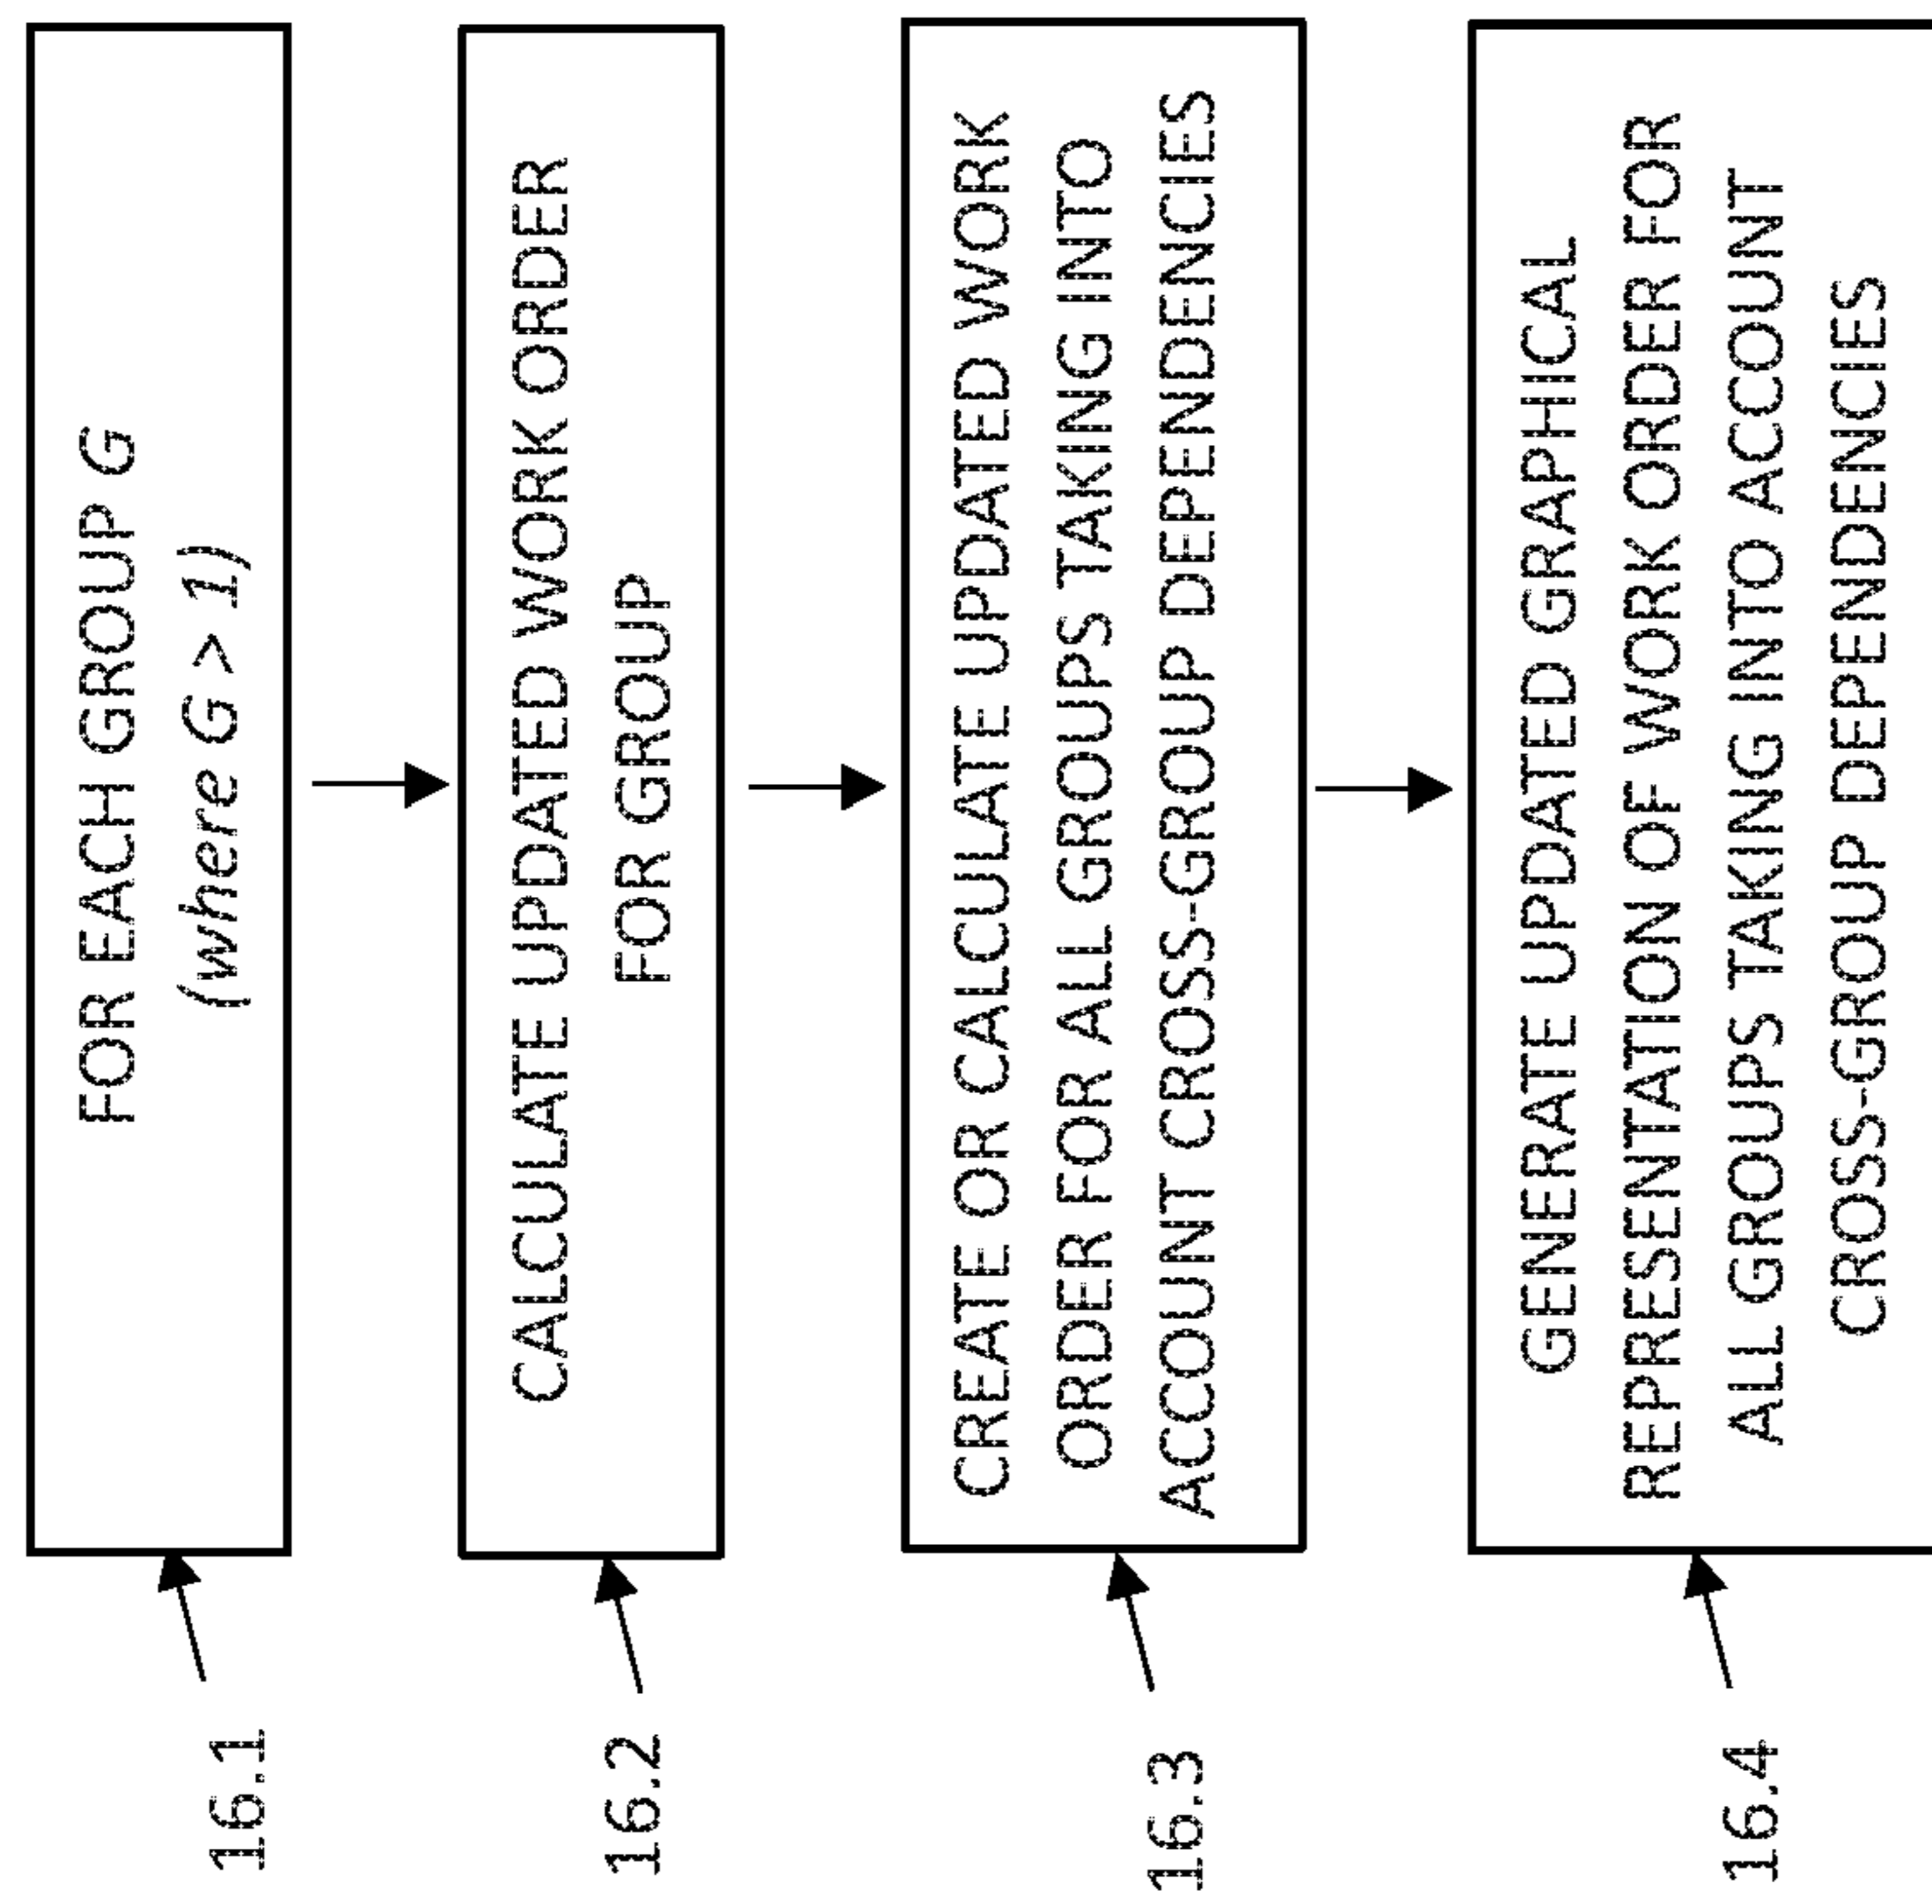 16.1
FOR EACH GROUP G
(where G > 1)
16.2
CALCULATE UPDATED WORK ORDER
FOR GROUP
16.3
CREATE OR CALCULATE UPDATED WORK
ORDER FOR ALL GROUPS TAKING INTO
ACCOUNT CROSS-GROUP DEPENDENCIES
16.4
GENERATE UPDATED GRAPHICAL
REPRESENTATION OF WORK ORDER FOR
ALL GROUPS TAKING INTO ACCOUNT
CROSS-GROUP DEPENDENCIES